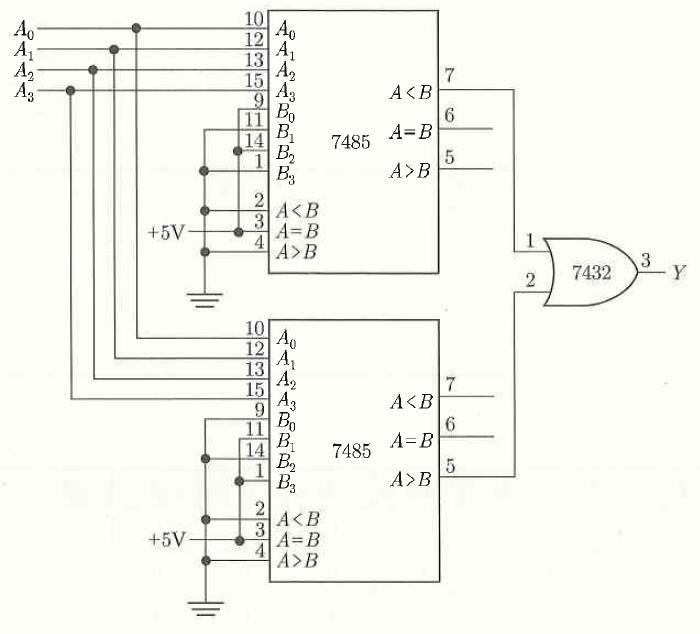 A₀ 10 A₀
A₁ 12 A₁
A₂ 13 A₂
A₃ 15 A₃
9 B₀
11 B₁
14 B₂
1 B₃
2 A<B
+5V 3 A=B
4 A>B
7485
A<B 7
A=B 6
A>B 5
1
2
7432
3 Y
10 A₀
12 A₁
13 A₂
15 A₃
9 B₀
11 B₁
14 B₂
1 B₃
2 A<B
+5V 3 A=B
4 A>B
7485
A<B 7
A=B 6
A>B 5